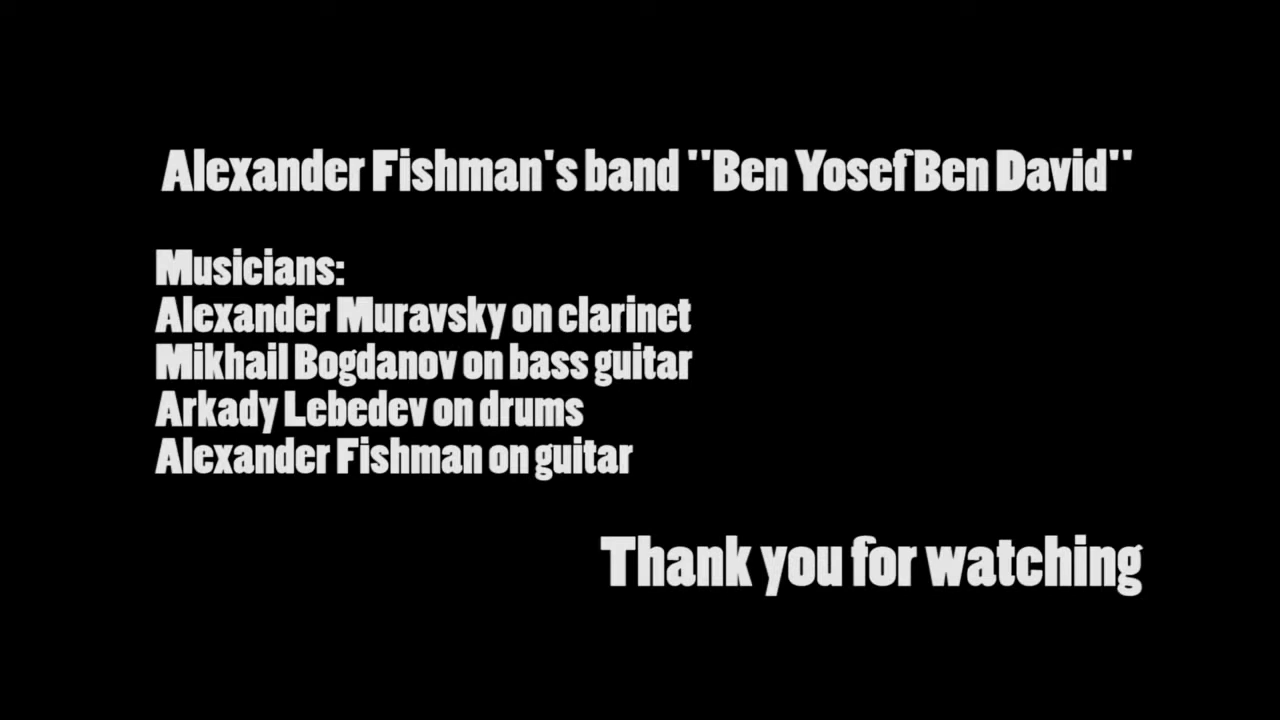 Alexander Fishman's band "Ben Yosef Ben David"
Musicians:
Alexander Muravsky on clarinet
Mikhail Bogdanov on bass guitar
Arkady Lebedev on drums
Alexander Fishman on guitar
Thank you for watching